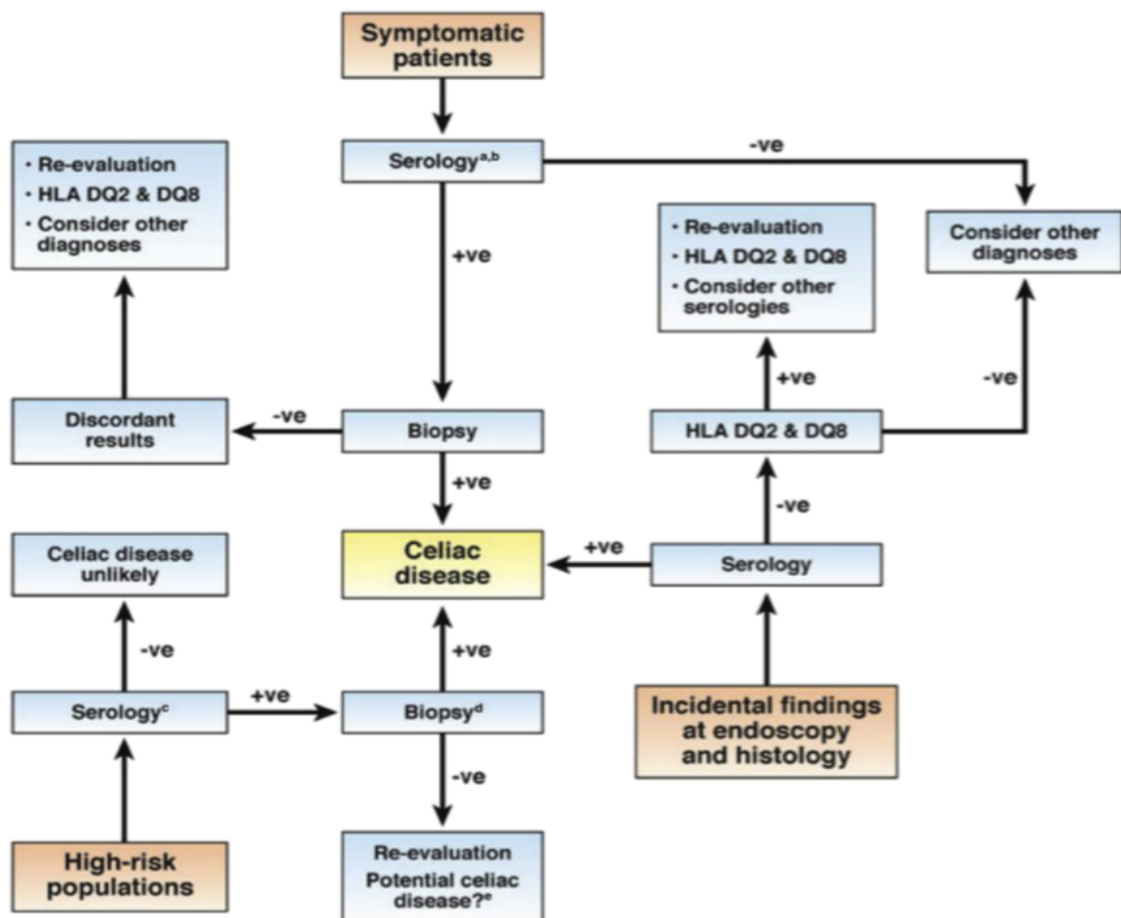 Symptomatic
patients
Serologya,b
-ve
• Re-evaluation
• HLA DQ2 & DQ8
• Consider other
diagnoses
+ve
• Re-evaluation
• HLA DQ2 & DQ8
• Consider other
serologies
Consider other
diagnoses
+ve
-ve
Discordant
results
-ve
Biopsy
HLA DQ2 & DQ8
+ve
-ve
Celiac disease
unlikely
Celiac
disease
+ve
Serology
-ve
+ve
Serologyc
+ve
Biopsyd
Incidental findings
at endoscopy
and histology
-ve
High-risk
populations
Re-evaluation
Potential celiac
disease?e